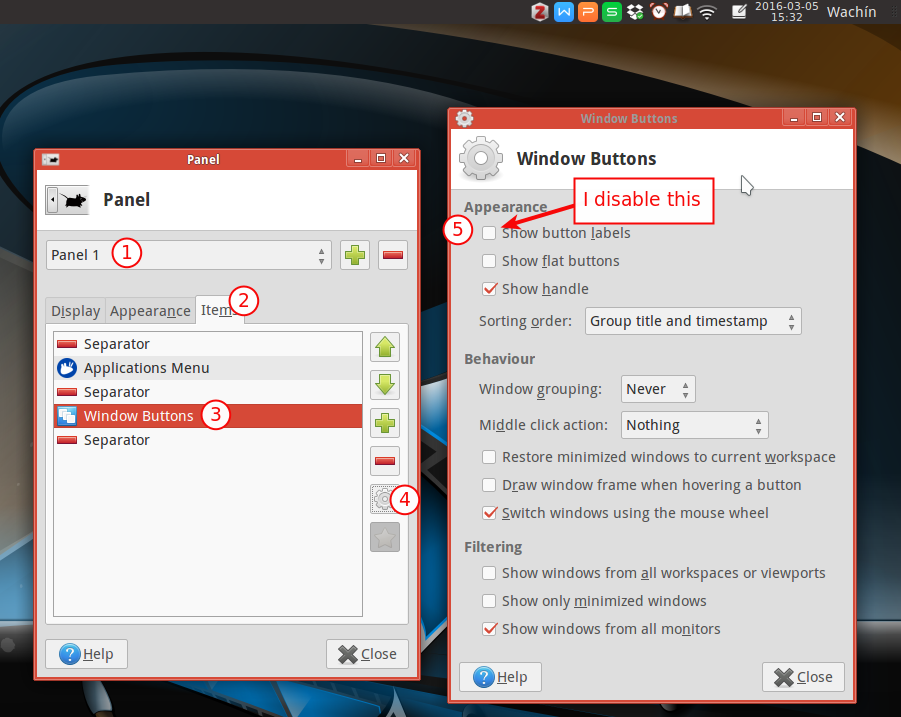 2016-03-05
15:32
Wachín
Z W P S
Panel
Panel
Panel 1
1
Display Appearance Items
2
Separator
Applications Menu
Separator
Window Buttons
3
Separator
4
Help
Close
Window Buttons
Window Buttons
I disable this
Appearance
5
Show button labels
Show flat buttons
Show handle
Sorting order: Group title and timestamp
Behaviour
Window grouping: Never
Middle click action: Nothing
Restore minimized windows to current workspace
Draw window frame when hovering a button
Switch windows using the mouse wheel
Filtering
Show windows from all workspaces or viewports
Show only minimized windows
Show windows from all monitors
? Help
Close